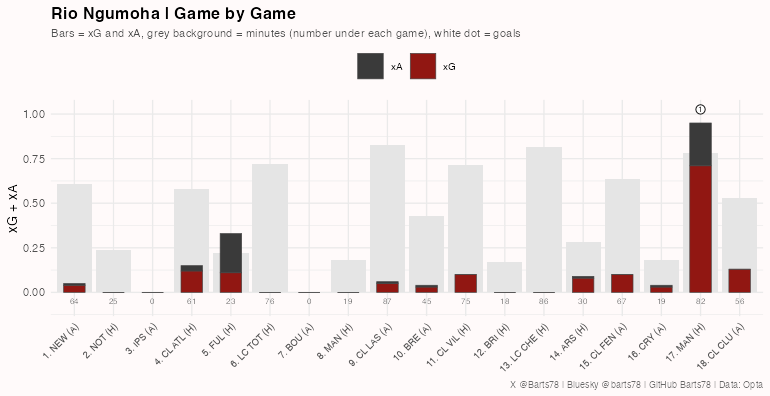 Rio Ngumoha | Game by Game
Bars = xG and xA, grey background = minutes (number under each game), white dot = goals
xA xG
xG + xA
1.00
0.75
0.50
0.25
0.00
1
64 25 0 61 23 76 0 19 87 45 75 18 86 30 67 19 82 56
1. NEW (A)
2. NOT (H)
3. IPS (A)
4. CL ATL (H)
5. FUL (H)
6. LC TOT (H)
7. BOU (A)
8. MAN (H)
9. CL LAS (A)
10. BRE (A)
11. CL VIL (H)
12. BRI (H)
13. LC CHE (H)
14. ARS (H)
15. CL FEN (A)
16. CRY (A)
17. MAN (H)
18. CL CLU (A)
X @Barts78 | Bluesky @barts78 | GitHub Barts78 | Data: Opta